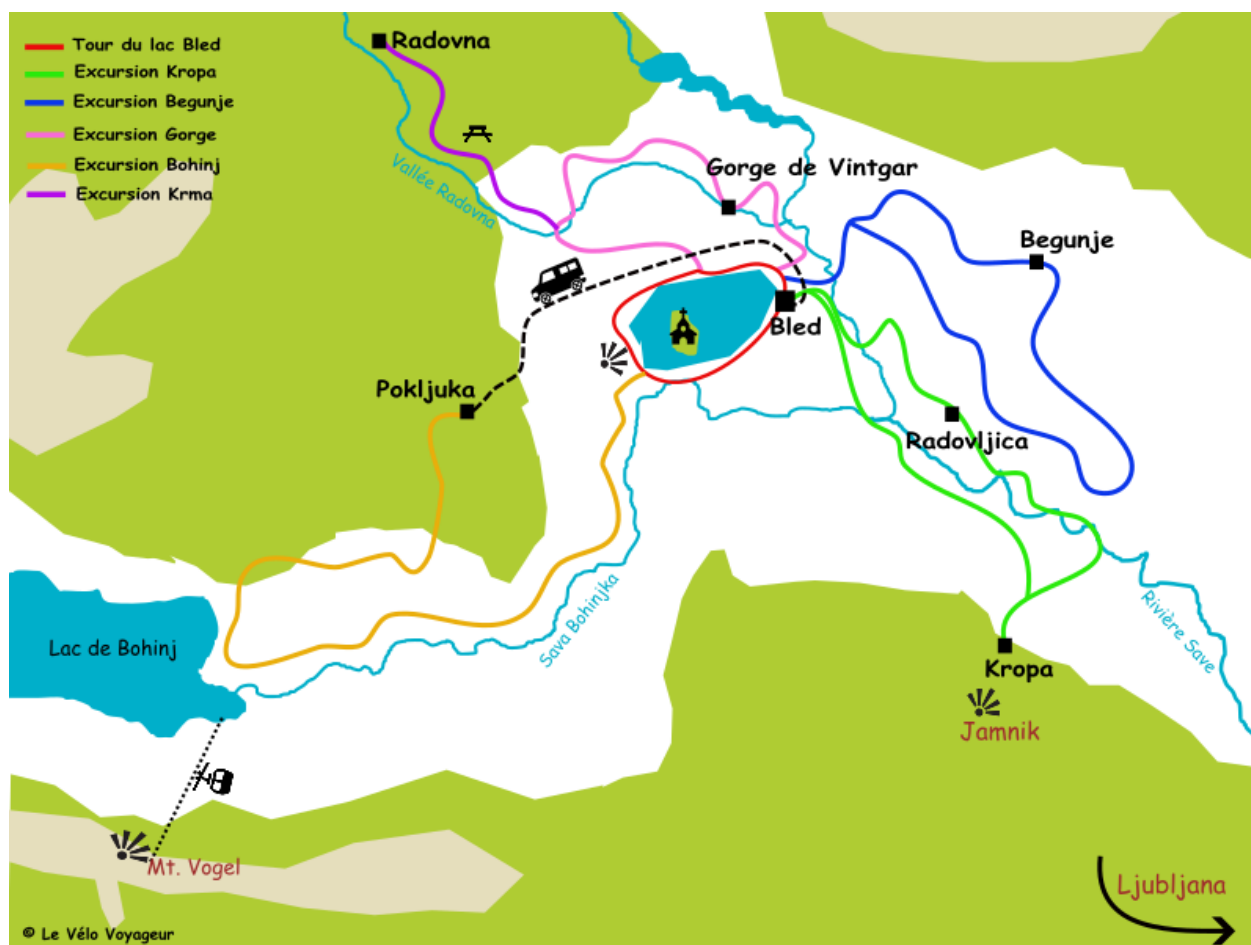 Tour du lac Bled
Excursion Kropa
Excursion Begunje
Excursion Gorge
Excursion Bohinj
Excursion Krma
Radovna
Vallée Radovna
Gorge de Vintgar
Begunje
Bled
Pokljuka
Radovljica
Lac de Bohinj
Sava Bohinjka
Rivière Save
Kropa
Jamnik
Mt. Vogel
Ljubljana
© Le Vélo Voyageur